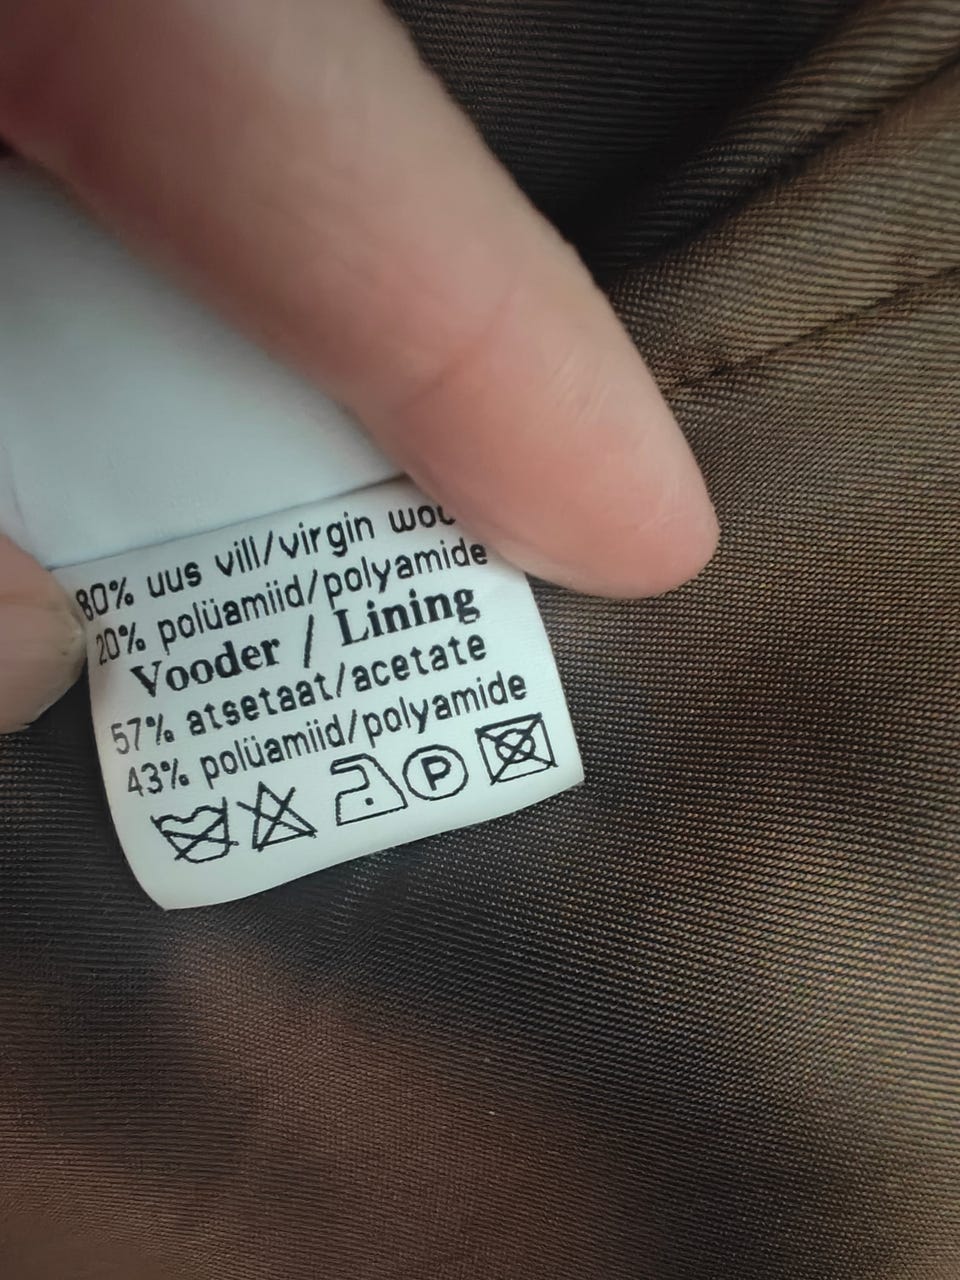 80% uus vill/virgin
20% polüamiid/polyamide
Vooder / Lining
57% atsetaat/acetate
43% polüamiid/polyamide
P